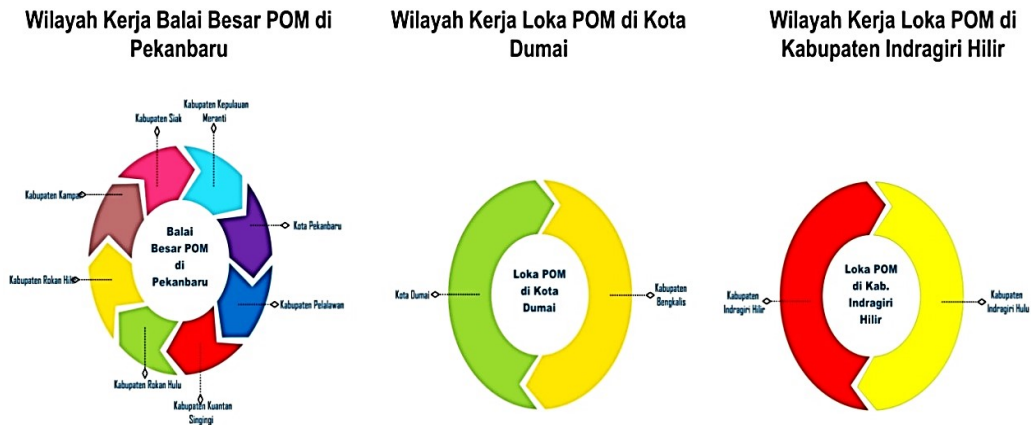 Wilayah Kerja Balai Besar POM di
Pekanbaru
Kabupaten Kepulauan
Meranti
Kabupaten Siak
Kabupaten Kampar
Kota Pekanbaru
Balai
Besar POM
di
Pekanbaru
Kabupaten Rokan Hilir
Kabupaten Pelalawan
Kabupaten Rokan Hulu
Kabupaten Kuantan
Singingi
Wilayah Kerja Loka POM di Kota
Dumai
Kota Dumai
Loka POM
di Kota
Dumai
Kabupaten
Bengkalis
Wilayah Kerja Loka POM di
Kabupaten Indragiri Hilir
Kabupaten
Indragiri Hilir
Loka POM
di Kab.
Indragiri
Hilir
Kabupaten
Indragiri Hulu